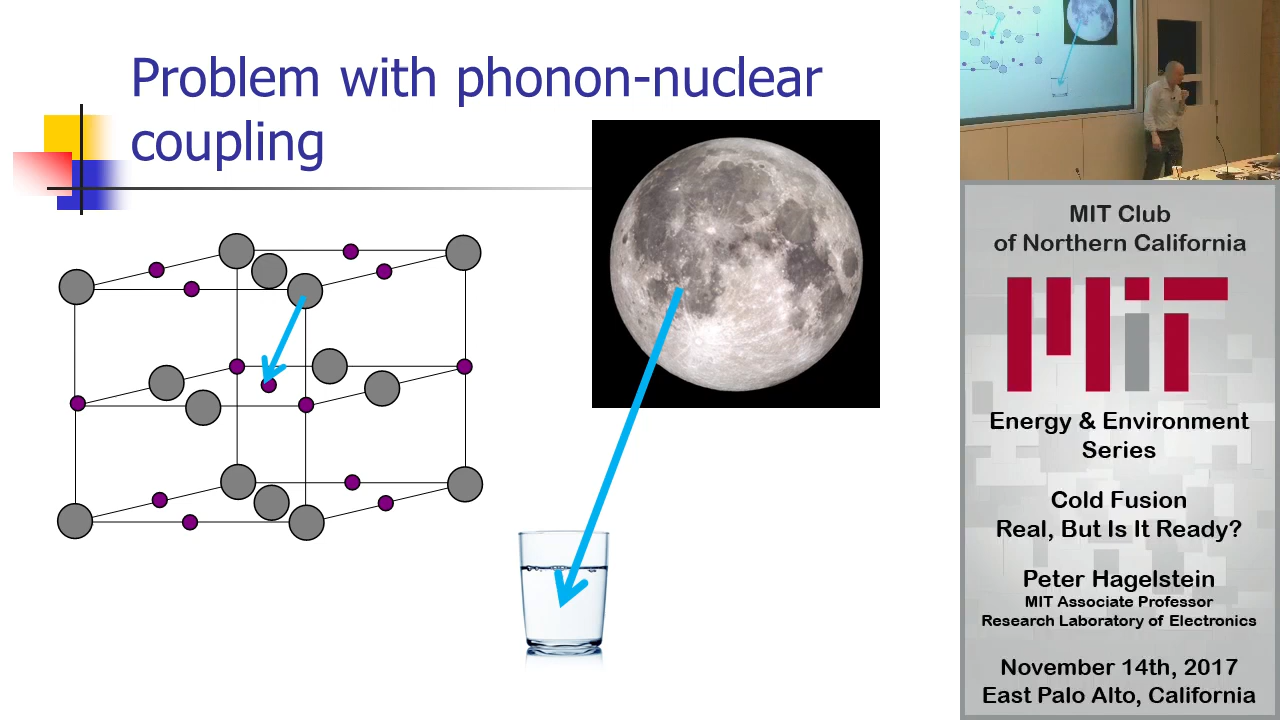 Problem with phonon-nuclear
coupling
MIT Club
of Northern California
MIT
Energy & Environment
Series
Cold Fusion
Real, But Is It Ready?
Peter Hagelstein
MIT Associate Professor
Research Laboratory of Electronics
November 14th, 2017
East Palo Alto, California